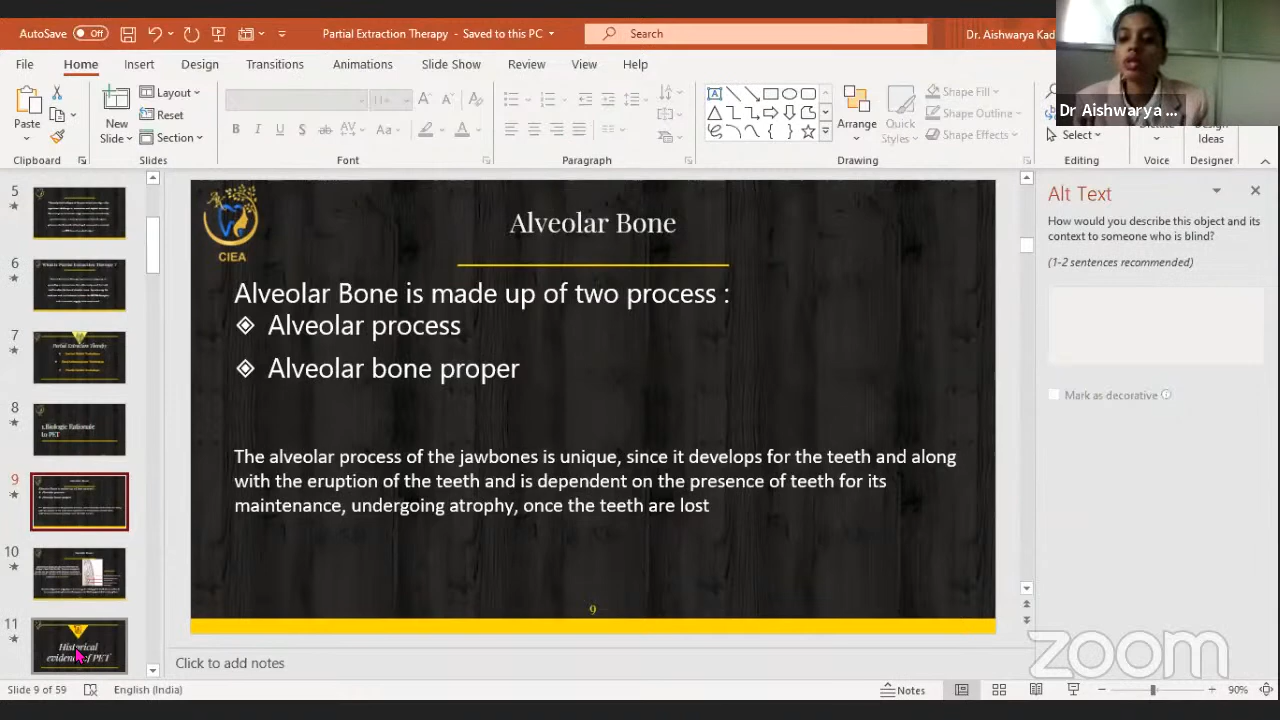 AutoSave Off
Partial Extraction Therapy - Saved to this PC
Search
Dr. Aishwarya Kad
Dr Aishwarya ...
File Home Insert Design Transitions Animations Slide Show Review View Help
Paste
New
Slide
Layout
Reset
Section
Arrange
Quick
Styles
Shape Fill
Shape Outline
Shape Effects
Select
Design
Ideas
Clipboard Slides Font Paragraph Drawing Editing Voice Designer
5
6
7
Partial Extraction Therapy
8
1.Biologic Rationale
to PET
9
10
11
Historical
evidence of PET
CIEA
Alveolar Bone
Alveolar Bone is made up of two process :
Alveolar process
Alveolar bone proper
The alveolar process of the jawbones is unique, since it develops for the teeth and along
with the eruption of the teeth and is dependent on the presence of teeth for its
maintenance, undergoing atrophy, once the teeth are lost
9
Alt Text
How would you describe this object and its
context to someone who is blind?
(1-2 sentences recommended)
Mark as decorative
Click to add notes
zoom
Slide 9 of 59 English (India) Notes 90%